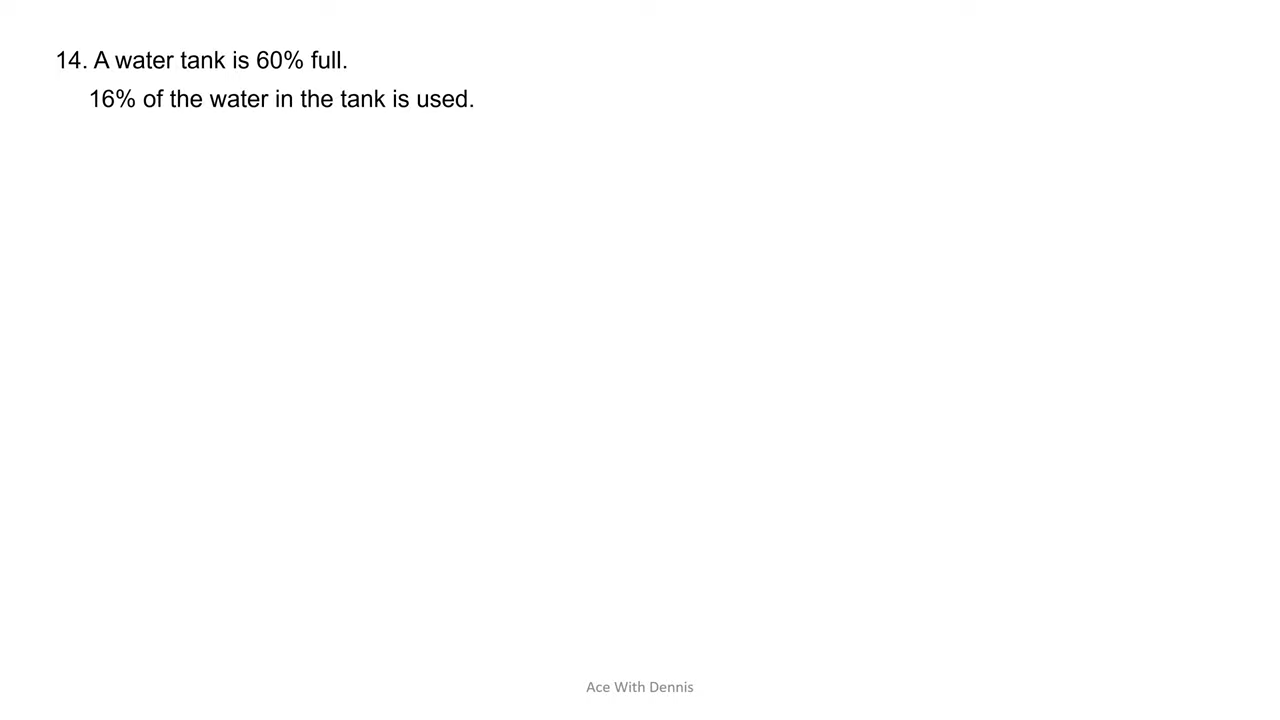 14. A water tank is 60% full.
16% of the water in the tank is used.
Ace With Dennis